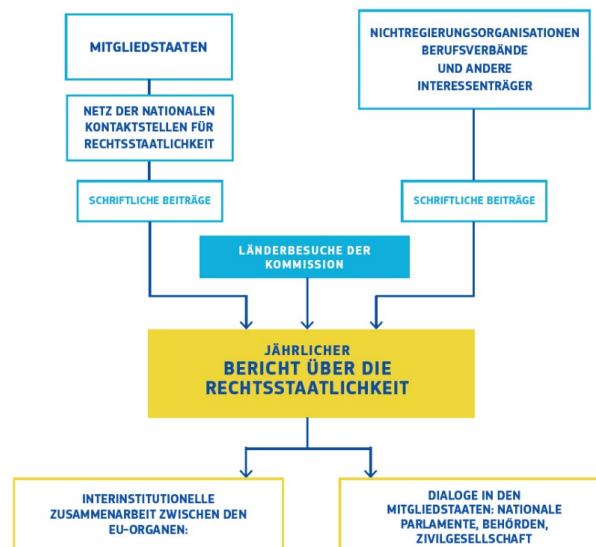 MITGLIEDSTAATEN
NICHTREGIERUNGSORGANISATIONEN
BERUFSVERBÄNDE
UND ANDERE
INTERESSENTRÄGER
NETZ DER NATIONALEN
KONTAKTSTELLEN FÜR
RECHTSSTAATLICHKEIT
SCHRIFTLICHE BEITRÄGE
SCHRIFTLICHE BEITRÄGE
LÄNDERBESUCHE DER
KOMMISSION
JÄHRLICHER
BERICHT ÜBER DIE
RECHTSSTAATLICHKEIT
INTERINSTITUTIONELLE
ZUSAMMENARBEIT ZWISCHEN DEN
EU-ORGANEN:
DIALOGE IN DEN
MITGLIEDSTAATEN: NATIONALE
PARLAMENTE, BEHÖRDEN,
ZIVILGESELLSCHAFT